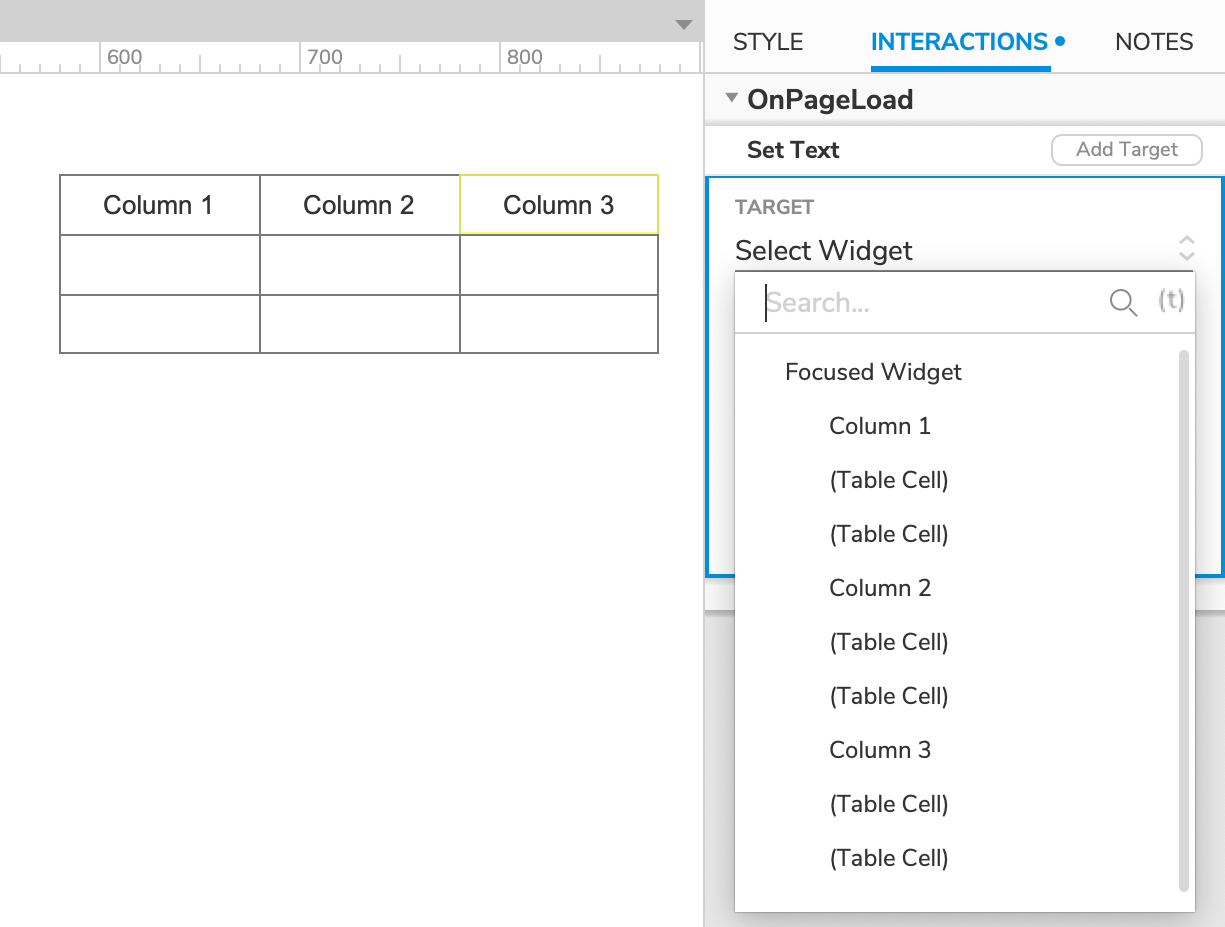 600 700 800
Column 1 Column 2 Column 3
STYLE INTERACTIONS NOTES
OnPageLoad
Set Text Add Target
TARGET
Select Widget
Search... (t)
Focused Widget
Column 1
(Table Cell)
(Table Cell)
Column 2
(Table Cell)
(Table Cell)
Column 3
(Table Cell)
(Table Cell)